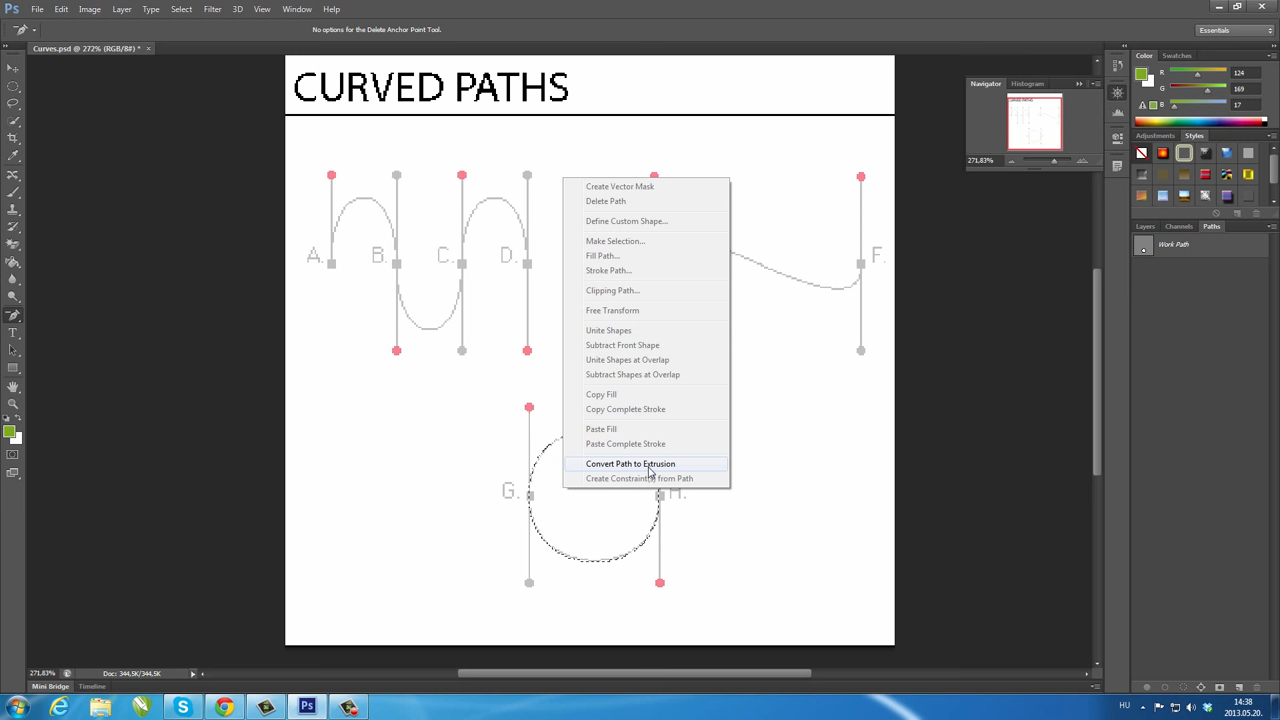 Ps File Edit Image Layer Type Select Filter 3D View Window Help
No options for the Delete Anchor Point Tool.
Essentials
Curves.psd @ 272% (RGB/8#) * ×
CURVED PATHS
Color Swatches
R 124
G 169
B 17
Navigator Histogram
271,83%
Adjustments Styles
Layers Channels Paths
Work Path
A. B. C. D. F.
Create Vector Mask
Delete Path
Define Custom Shape...
Make Selection...
Fill Path...
Stroke Path...
Clipping Path...
Free Transform
Unite Shapes
Subtract Front Shape
Unite Shapes at Overlap
Subtract Shapes at Overlap
Copy Fill
Copy Complete Stroke
Paste Fill
Paste Complete Stroke
Convert Path to Extrusion
Create Constraint(s) from Path
G. H.
271,83% Doc: 344,5K/344,5K
Mini Bridge Timeline
HU 14:38
2013.05.20.